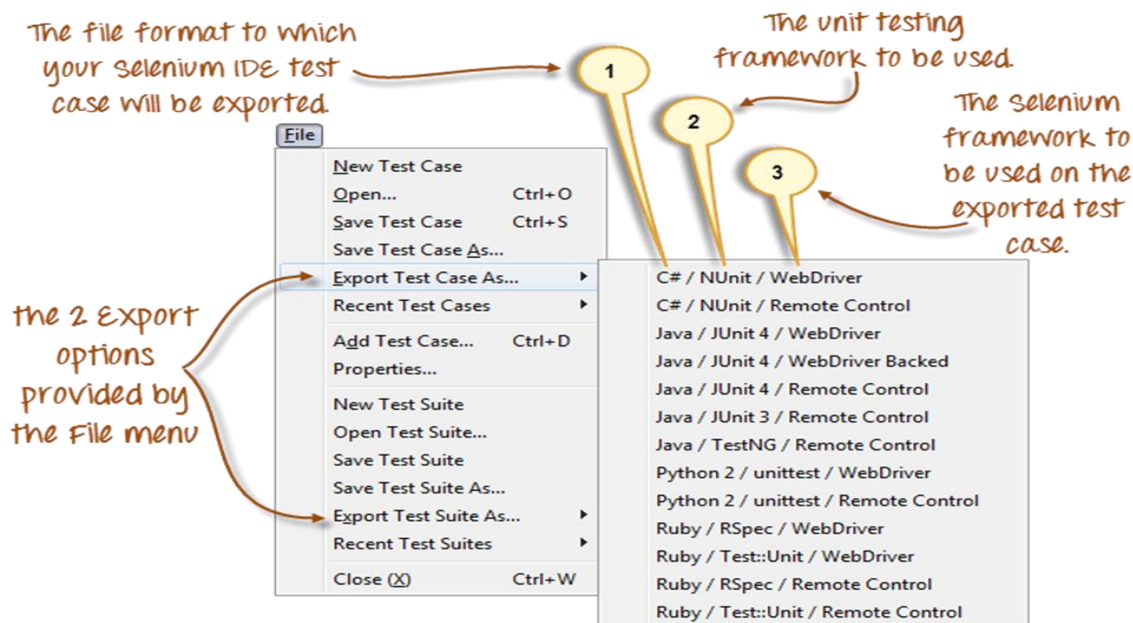 The file format to which
your Selenium IDE test
case will be exported.
1
The unit testing
framework to be used.
2
The Selenium
framework to
be used on the
exported test
case.
3
File
New Test Case
Open... Ctrl+O
Save Test Case Ctrl+S
Save Test Case As...
Export Test Case As...
Recent Test Cases
Add Test Case... Ctrl+D
Properties...
New Test Suite
Open Test Suite...
Save Test Suite
Save Test Suite As...
Export Test Suite As...
Recent Test Suites
Close (X) Ctrl+W
the 2 Export
options
provided by
the File menu
C# / NUnit / WebDriver
C# / NUnit / Remote Control
Java / JUnit 4 / WebDriver
Java / JUnit 4 / WebDriver Backed
Java / JUnit 4 / Remote Control
Java / JUnit 3 / Remote Control
Java / TestNG / Remote Control
Python 2 / unittest / WebDriver
Python 2 / unittest / Remote Control
Ruby / RSpec / WebDriver
Ruby / Test::Unit / WebDriver
Ruby / RSpec / Remote Control
Ruby / Test::Unit / Remote Control